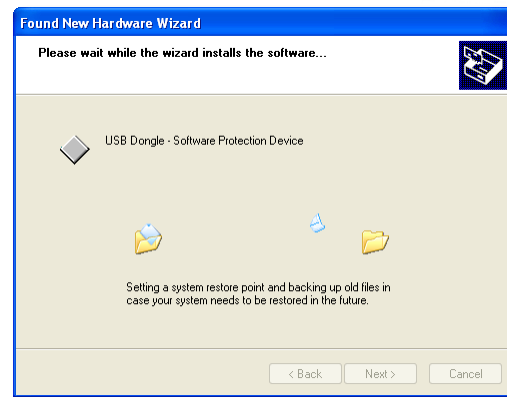 Found New Hardware Wizard
Please wait while the wizard installs the software...
USB Dongle - Software Protection Device
Setting a system restore point and backing up old files in
case your system needs to be restored in the future.
< Back Next > Cancel